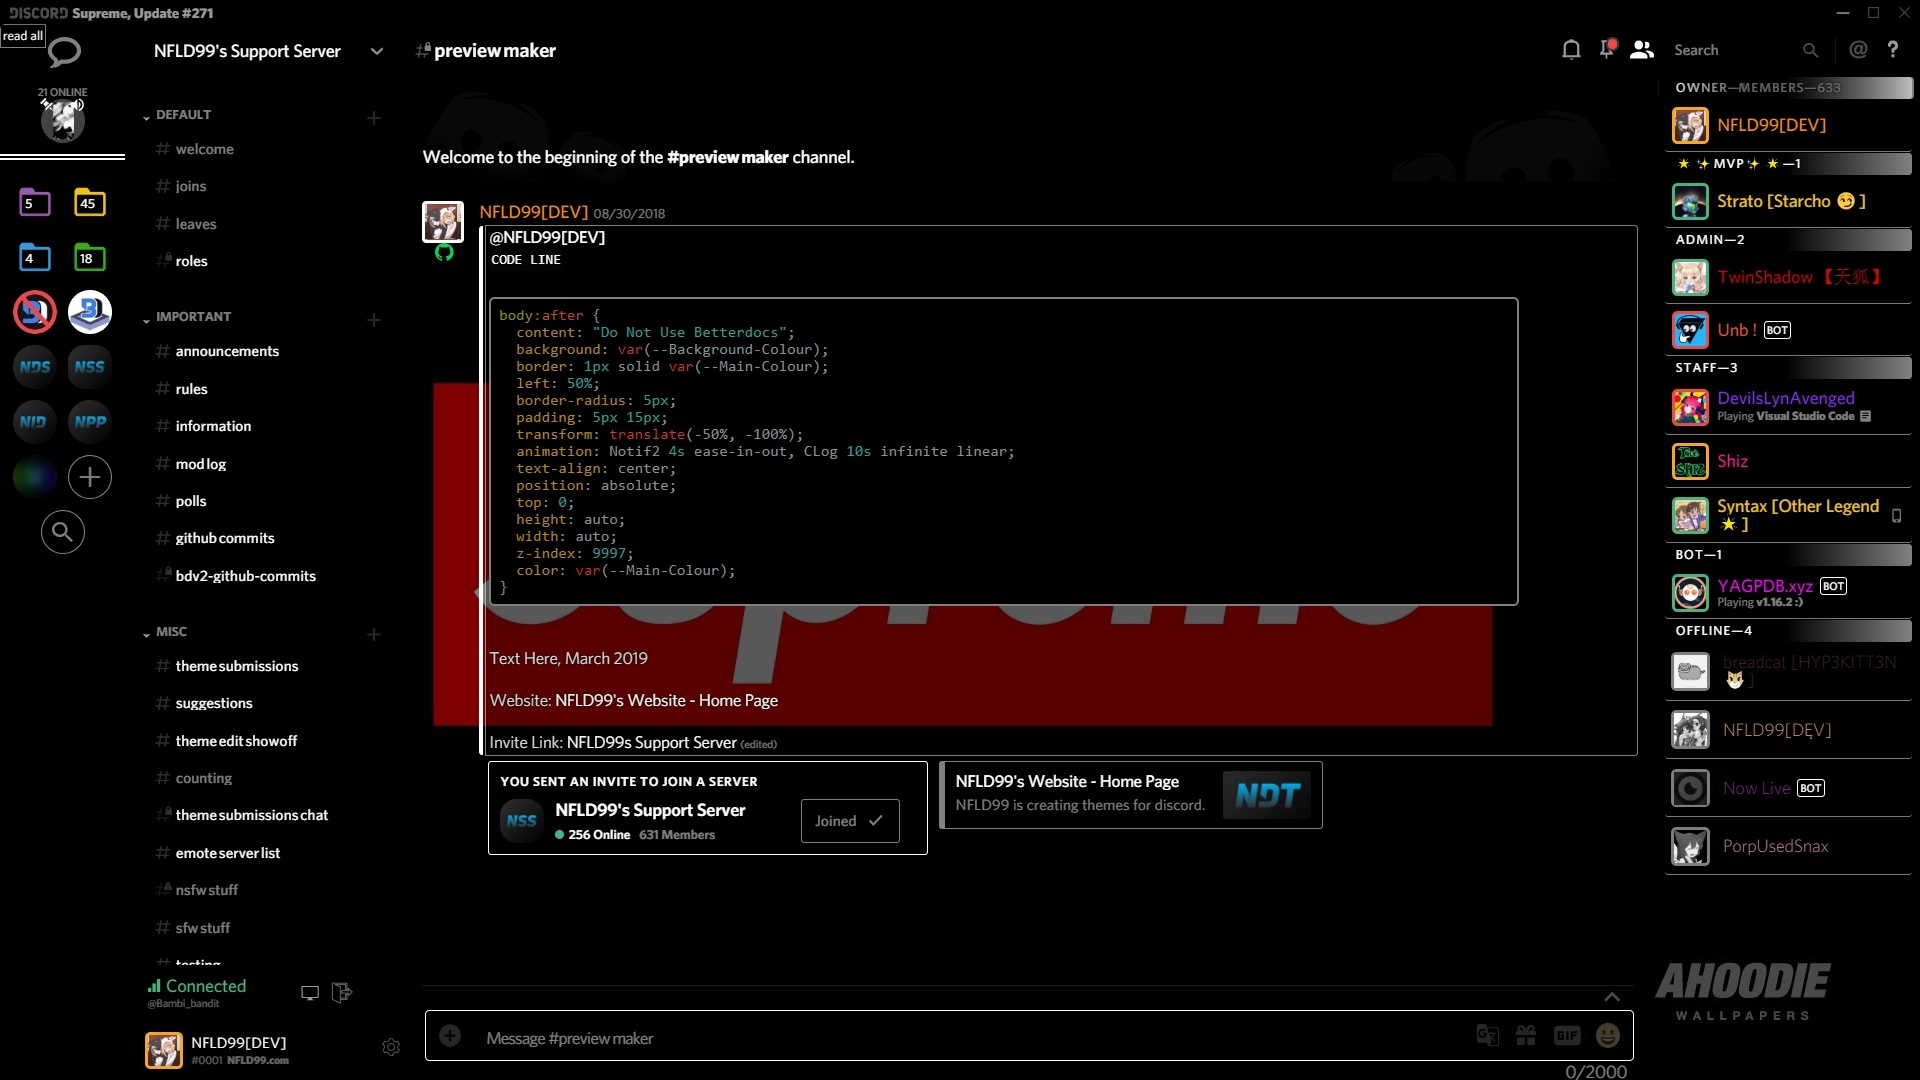 DISCORD Supreme, Update #271
read all
NFLD99's Support Server
#preview maker
Search
@
?
21 ONLINE
5
45
4
18
NDS
NSS
NID
NPP
DEFAULT
welcome
joins
leaves
roles
IMPORTANT
announcements
rules
information
mod log
polls
github commits
bdv2-github-commits
MISC
theme submissions
suggestions
theme edit showoff
counting
theme submissions chat
emote server list
nsfw stuff
sfw stuff
testing
Connected
@Bambi_bandit
NFLD99[DEV]
#0001 NFLD99.com
Welcome to the beginning of the #preview maker channel.
NFLD99[DEV] 08/30/2018
@NFLD99[DEV]
CODE LINE
body:after {
content: "Do Not Use Betterdocs";
background: var(--Background-Colour);
border: 1px solid var(--Main-Colour);
left: 50%;
border-radius: 5px;
padding: 5px 15px;
transform: translate(-50%, -100%);
animation: Notif2 4s ease-in-out, CLog 10s infinite linear;
text-align: center;
position: absolute;
top: 0;
height: auto;
width: auto;
z-index: 9997;
color: var(--Main-Colour);
}
Text Here, March 2019
Website: NFLD99's Website - Home Page
Invite Link: NFLD99s Support Server (edited)
YOU SENT AN INVITE TO JOIN A SERVER
NSS
NFLD99's Support Server
256 Online 631 Members
Joined
NFLD99's Website - Home Page
NFLD99 is creating themes for discord.
NDT
Message #preview maker
GIF
0/2000
OWNER—MEMBERS—633
NFLD99[DEV]
MVP —1
Strato [Starcho 😏 ]
ADMIN—2
TwinShadow 【天狐】
Unb ! BOT
STAFF—3
DevilsLynAvenged
Playing Visual Studio Code
The
SHIZ
Shiz
Syntax [Other Legend
]
BOT—1
YAGPDB.xyz BOT
Playing v1.16.2 :)
OFFLINE—4
breadcat [HYP3KITT3N
]
NFLD99[DẸV]
Now Live BOT
PorpUsedSnax
AHOODIE
WALLPAPERS